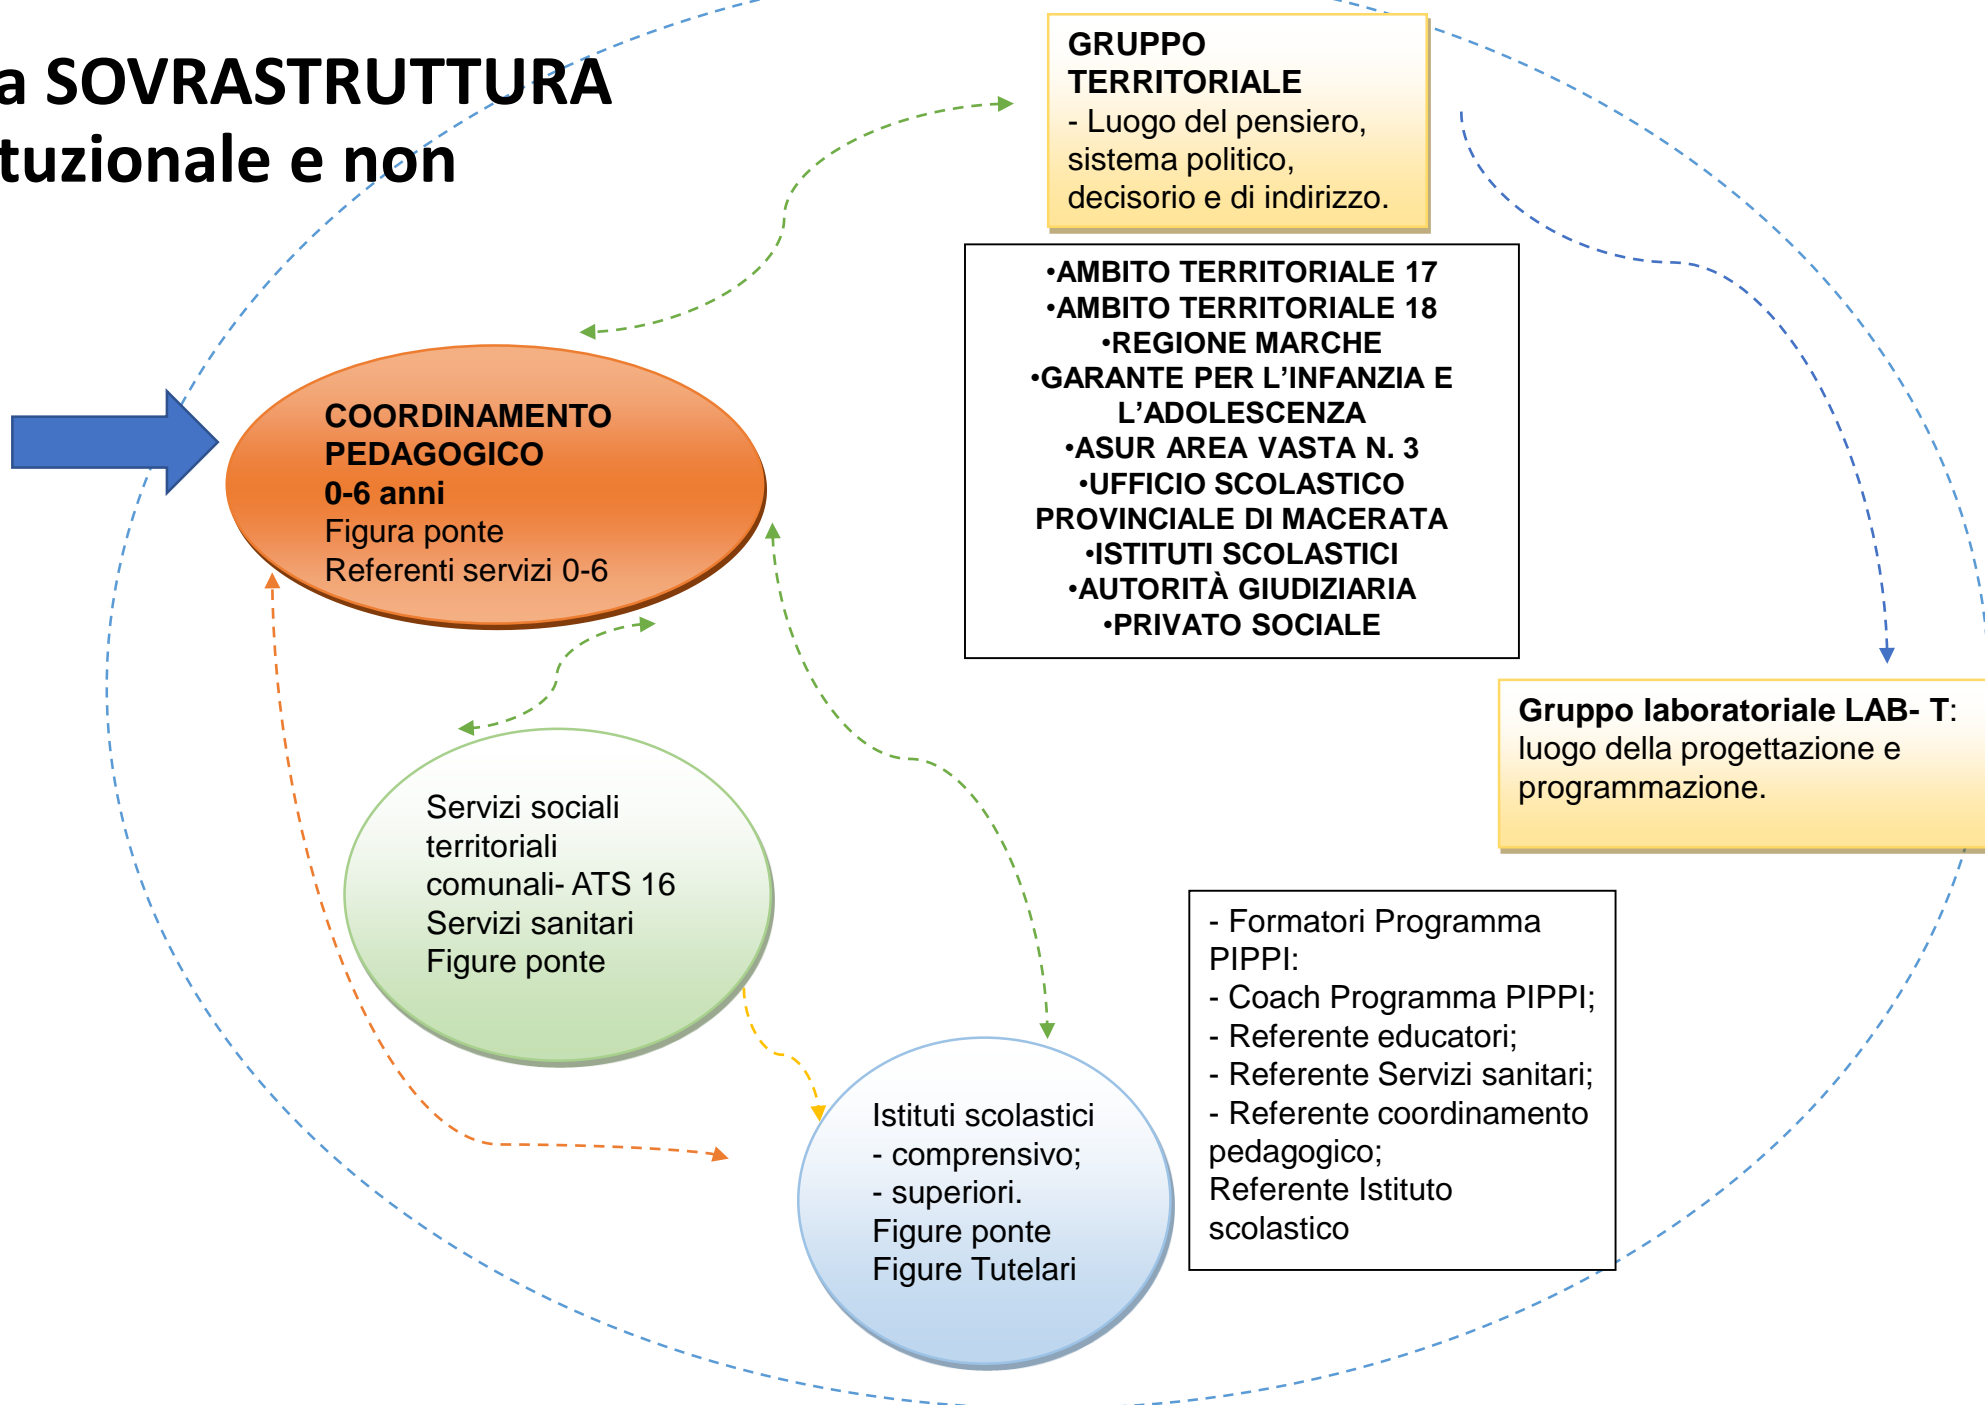 a SOVRASTRUTTURA
tuzionale e non
GRUPPO
TERRITORIALE
- Luogo del pensiero,
sistema politico,
decisorio e di indirizzo.
•AMBITO TERRITORIALE 17
•AMBITO TERRITORIALE 18
•REGIONE MARCHE
•GARANTE PER L’INFANZIA E
L’ADOLESCENZA
•ASUR AREA VASTA N. 3
•UFFICIO SCOLASTICO
PROVINCIALE DI MACERATA
•ISTITUTI SCOLASTICI
•AUTORITÀ GIUDIZIARIA
•PRIVATO SOCIALE
COORDINAMENTO
PEDAGOGICO
0-6 anni
Figura ponte
Referenti servizi 0-6
Gruppo laboratoriale LAB- T:
luogo della progettazione e
programmazione.
Servizi sociali
territoriali
comunali- ATS 16
Servizi sanitari
Figure ponte
- Formatori Programma
PIPPI:
- Coach Programma PIPPI;
- Referente educatori;
- Referente Servizi sanitari;
- Referente coordinamento
pedagogico;
Referente Istituto
scolastico
Istituti scolastici
- comprensivo;
- superiori.
Figure ponte
Figure Tutelari